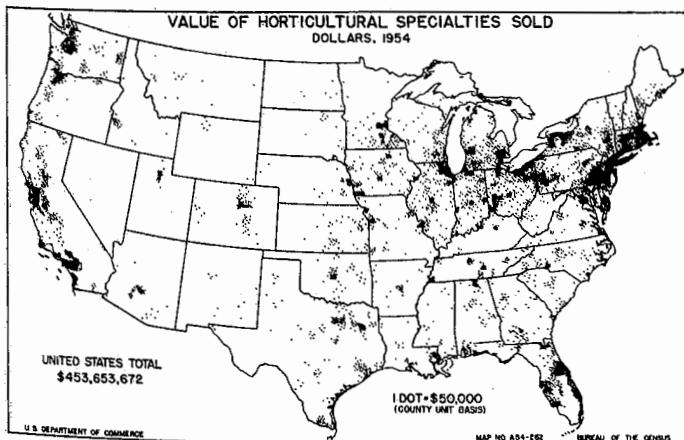 VALUE OF HORTICULTURAL SPECIALTIES SOLD
DOLLARS, 1954
UNITED STATES TOTAL
$453,653,672
1 DOT=$50,000
(COUNTY UNIT BASIS)
U.S. DEPARTMENT OF COMMERCE
MAP NO. A54-E62
BUREAU OF THE CENSUS